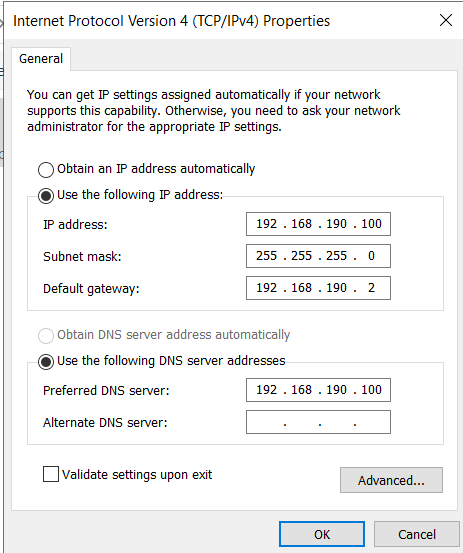 Internet Protocol Version 4 (TCP/IPv4) Properties
General
You can get IP settings assigned automatically if your network
supports this capability. Otherwise, you need to ask your network
administrator for the appropriate IP settings.
Obtain an IP address automatically
Use the following IP address:
IP address: 192 . 168 . 190 . 100
Subnet mask: 255 . 255 . 255 . 0
Default gateway: 192 . 168 . 190 . 2
Obtain DNS server address automatically
Use the following DNS server addresses
Preferred DNS server: 192 . 168 . 190 . 100
Alternate DNS server: . . .
Validate settings upon exit
Advanced...
OK Cancel